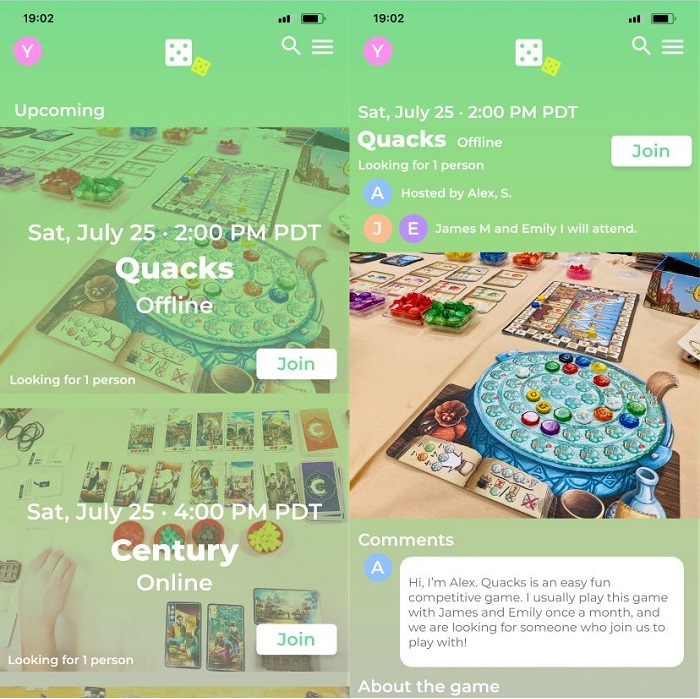 19:02
Y
Upcoming
Sat, July 25 · 2:00 PM PDT
Quacks
Offline
Join
Looking for 1 person
Sat, July 25 · 4:00 PM PDT
Century
Online
Join
Looking for 1 person
19:02
Y
Sat, July 25 · 2:00 PM PDT
Quacks Offline
Join
Looking for 1 person
A Hosted by Alex, S.
J E James M and Emily I will attend.
Comments
A
Hi, I’m Alex. Quacks is an easy fun
competitive game. I usually play this game
with James and Emily once a month, and
we are looking for someone who join us to
play with!
About the game